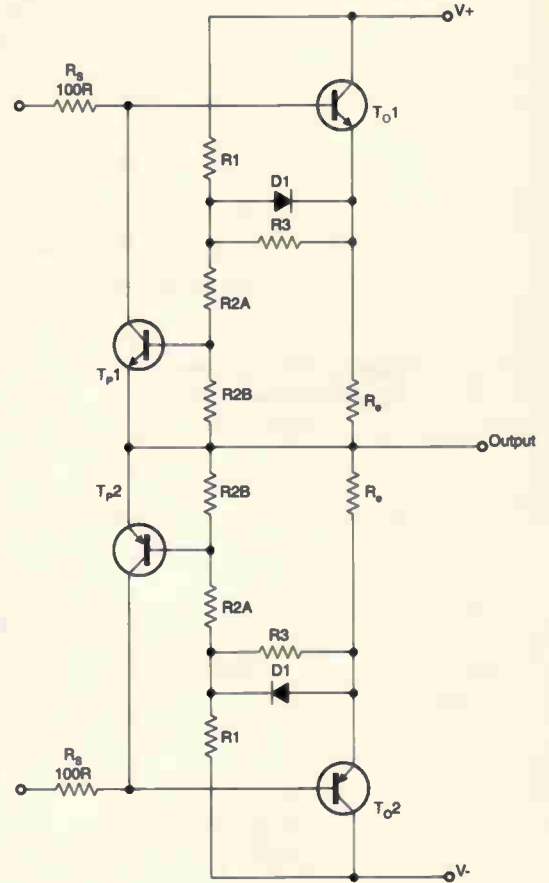 V+
RS
100R
TO1
R1
D1
R3
R2A
TP1
R2B
Re
Output
TP2
R2B
Re
R2A
R3
D1
R1
RS
100R
TO2
V-